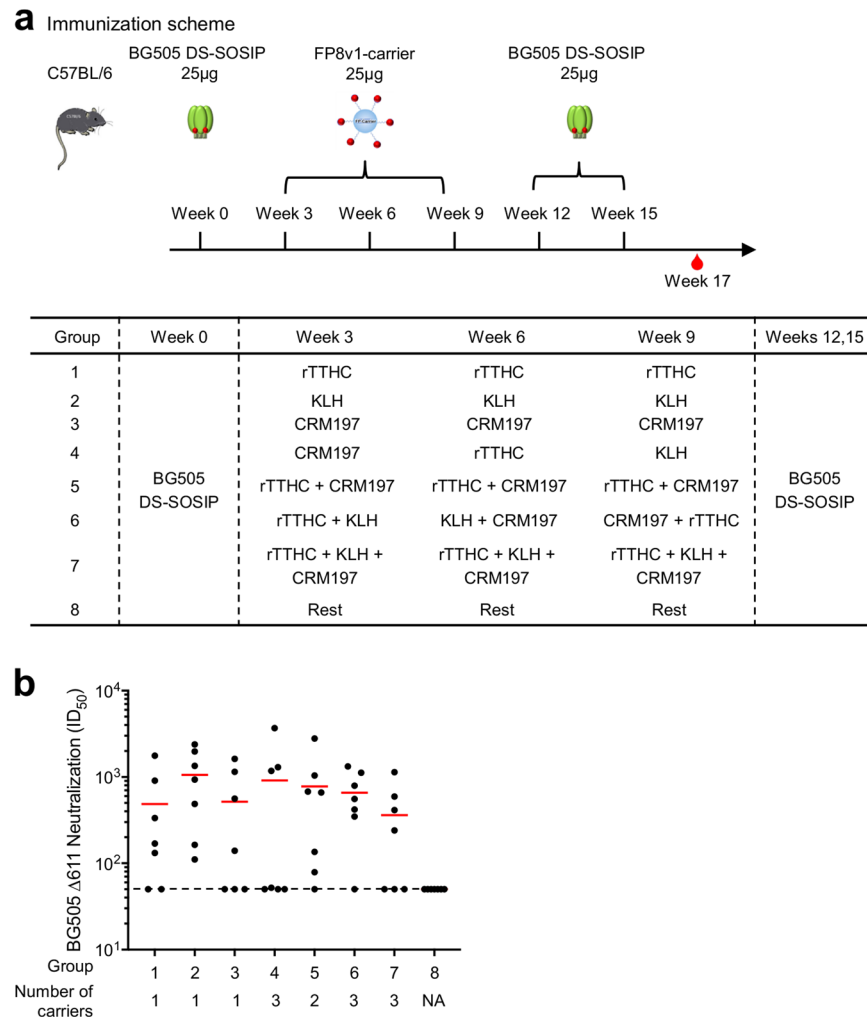 a Immunization scheme
C57BL/6
BG505 DS-SOSIP
25µg
FP8v1-carrier
25µg
BG505 DS-SOSIP
25µg
Week 0
Week 3
Week 6
Week 9
Week 12
Week 15
Week 17
Group Week 0 Week 3 Week 6 Week 9 Weeks 12,15
1 rTTHC rTTHC rTTHC
2 KLH KLH KLH
3 CRM197 CRM197 CRM197
4 CRM197 rTTHC KLH
BG505
DS-SOSIP
5 rTTHC + CRM197 rTTHC + CRM197 rTTHC + CRM197
6 rTTHC + KLH KLH + CRM197 CRM197 + rTTHC
7 rTTHC + KLH +
CRM197
rTTHC + KLH +
CRM197
rTTHC + KLH +
CRM197
8 Rest Rest Rest
BG505
DS-SOSIP
b
BG505 Δ611 Neutralization (ID50)
10⁴
10³
10²
10¹
Group 1 2 3 4 5 6 7 8
Number of
carriers 1 1 1 3 2 3 3 NA